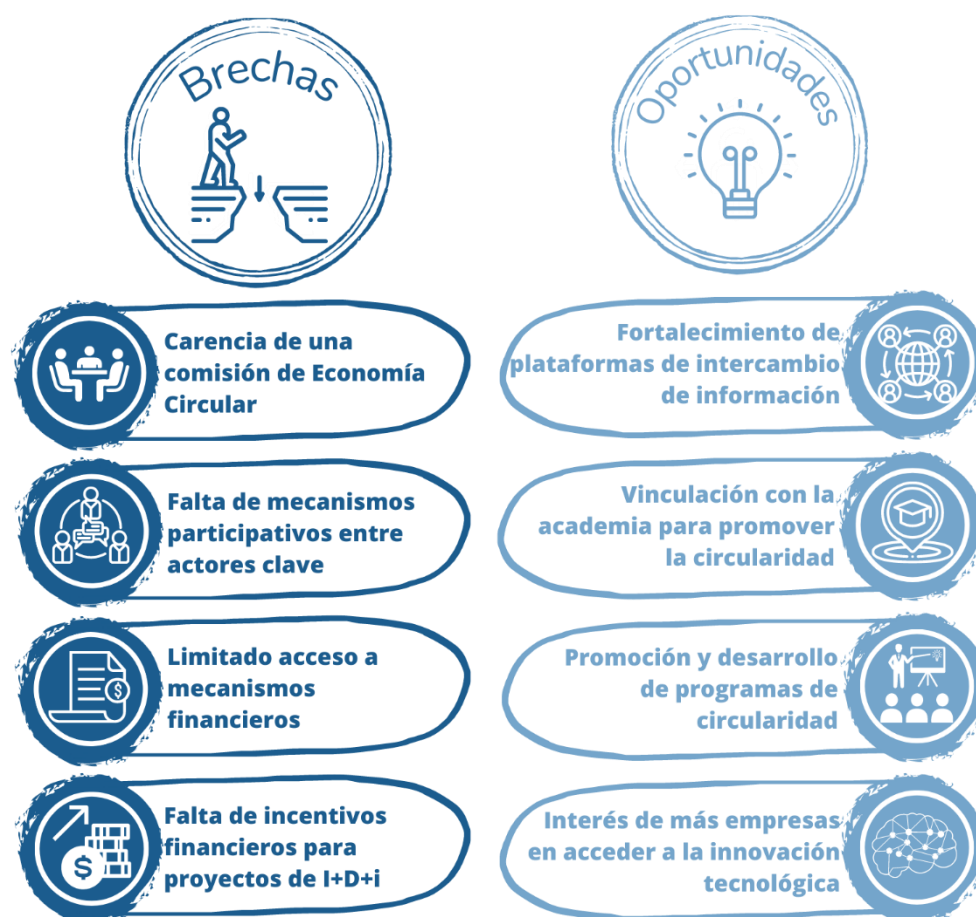 Brechas
Carencia de una
comisión de Economía
Circular
Falta de mecanismos
participativos entre
actores clave
Limitado acceso a
mecanismos
financieros
Falta de incentivos
financieros para
proyectos de I+D+i
Oportunidades
Fortalecimiento de
plataformas de intercambio
de información
Vinculación con la
academia para promover
la circularidad
Promoción y desarrollo
de programas de
circularidad
Interés de más empresas
en acceder a la innovación
tecnológica